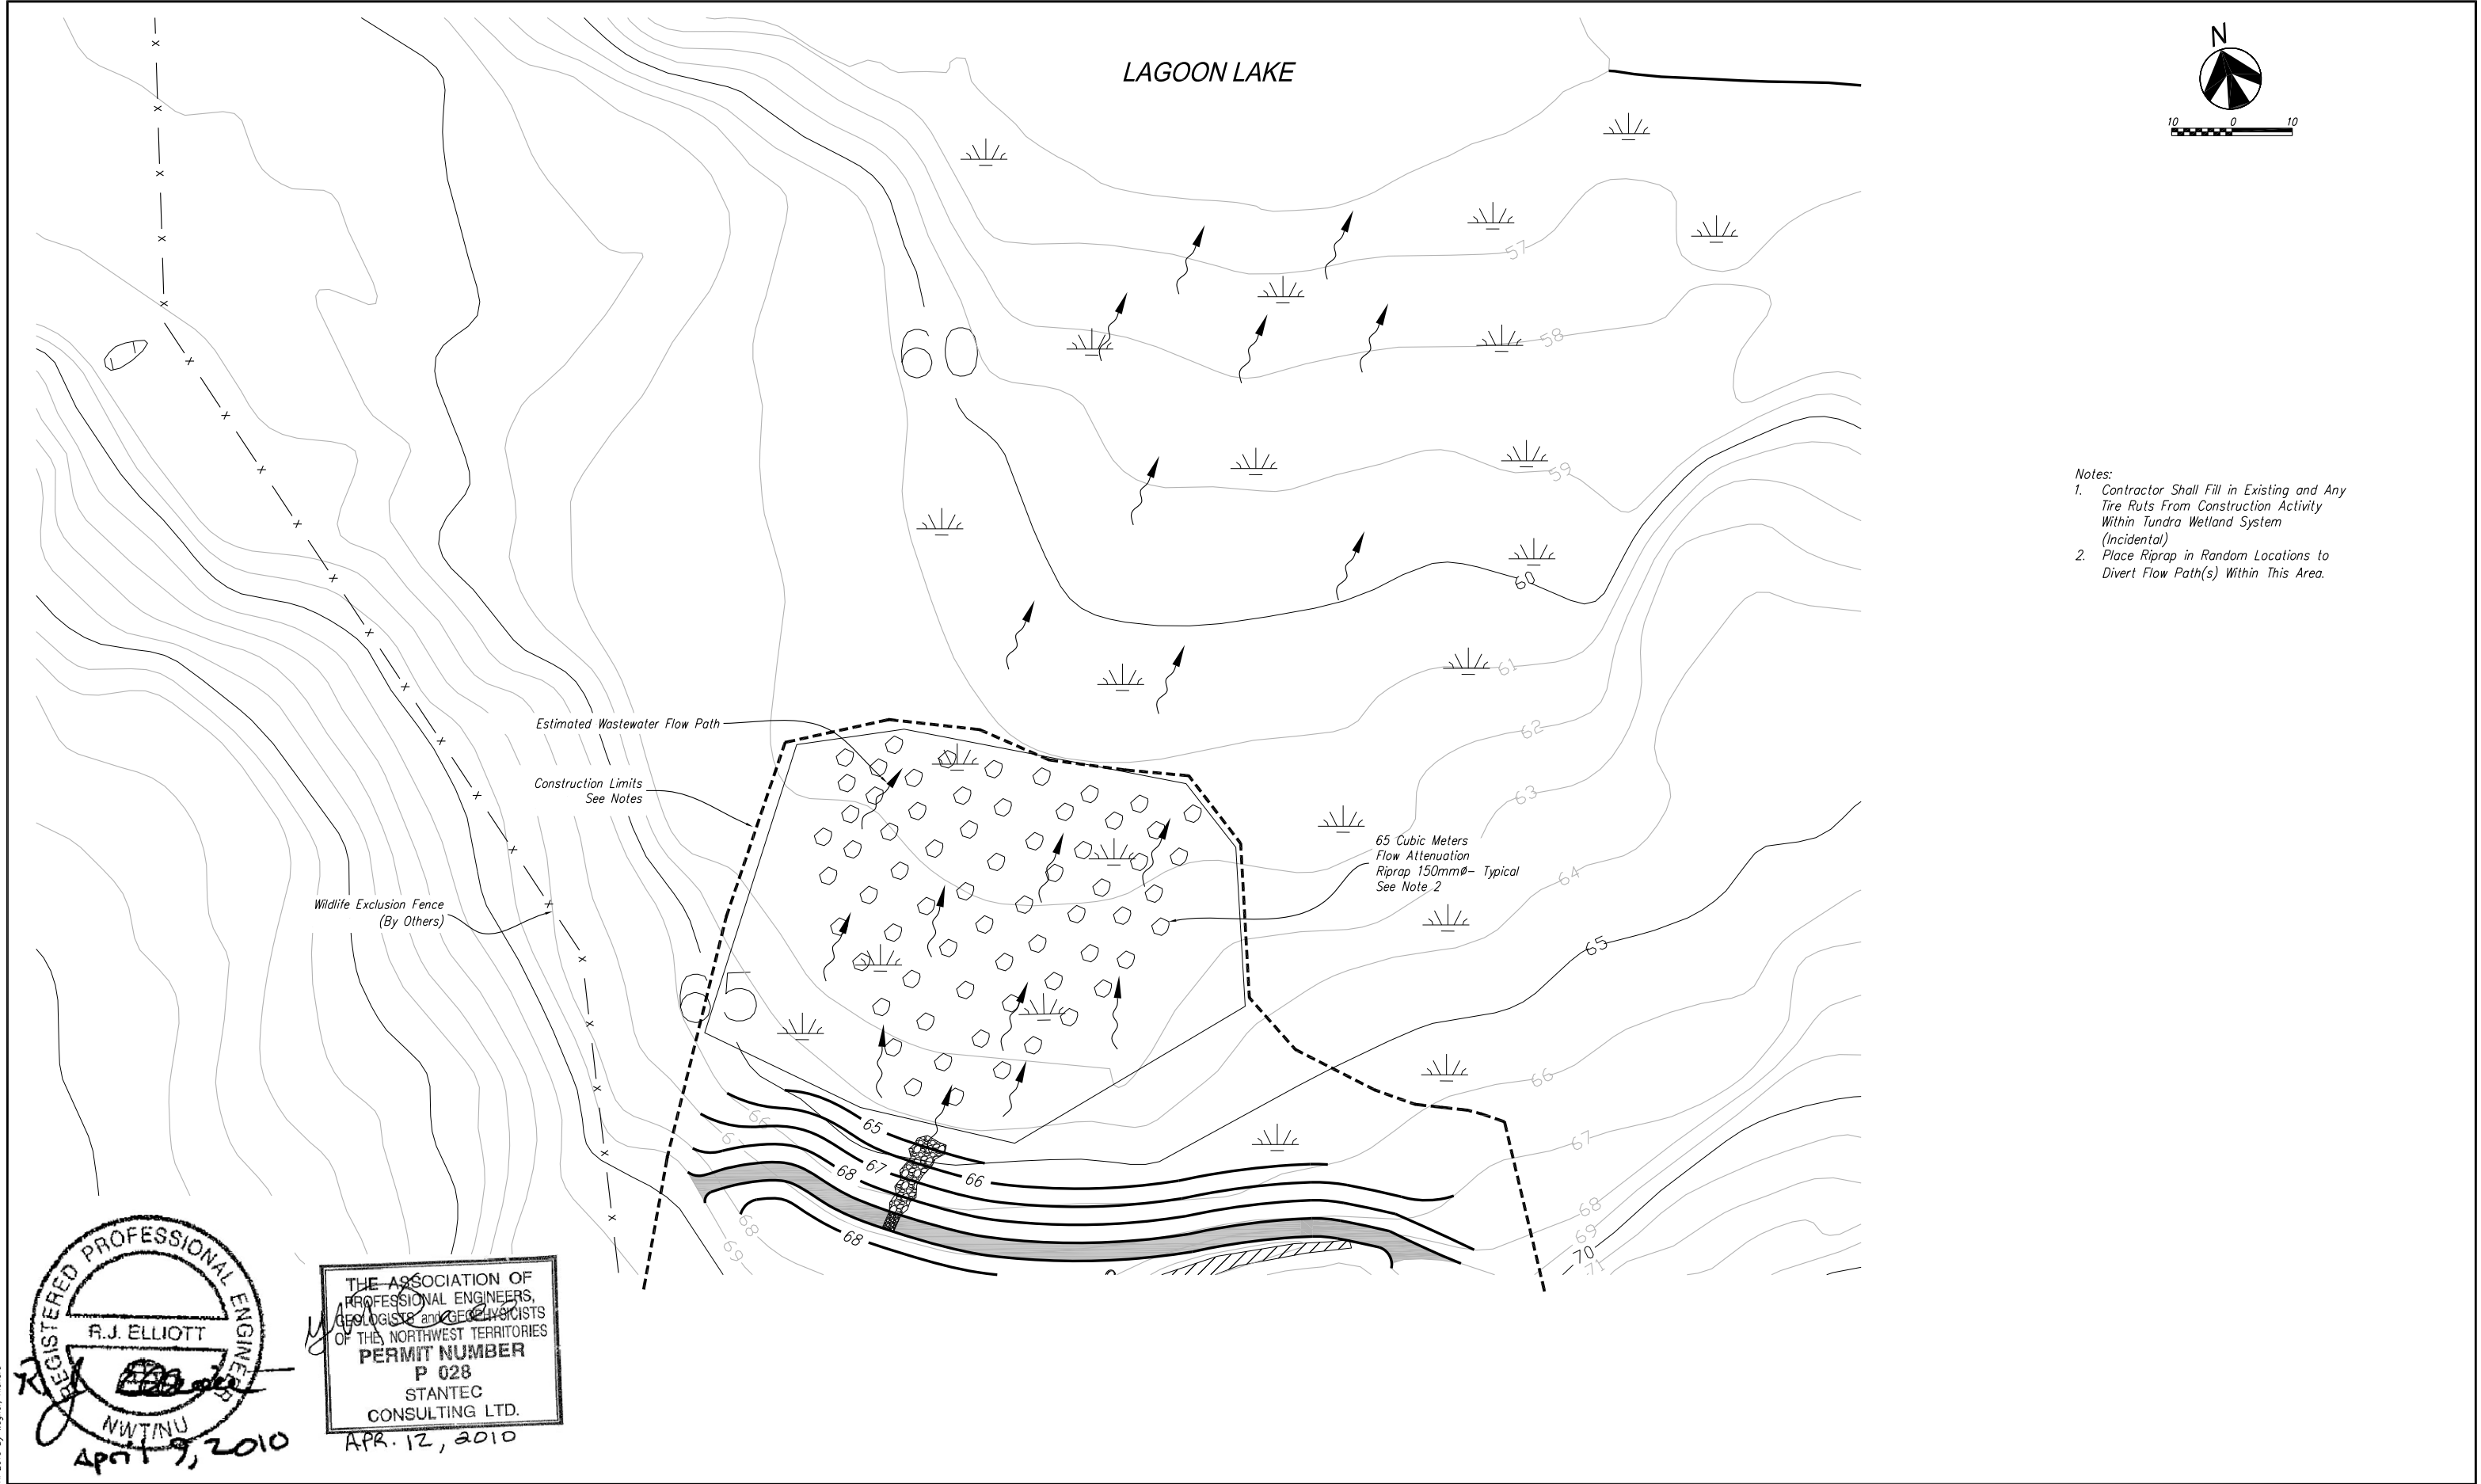 LAGOON LAKE
N
10 0 10
57
58
60
59
60
61
62
63
64
65
66
67
68
69
70
71
Notes:
1. Contractor Shall Fill in Existing and Any
Tire Ruts From Construction Activity
Within Tundra Wetland System
(Incidental)
2. Place Riprap in Random Locations to
Divert Flow Path(s) Within This Area.
Estimated Wastewater Flow Path
Construction Limits
See Notes
65 Cubic Meters
Flow Attenuation
Riprap 150mmø- Typical
See Note 2
Wildlife Exclusion Fence
(By Others)
65
66
65
67
68
66
68
68
69
REGISTERED PROFESSIONAL ENGINEER
R.J. ELLIOTT
NWT/NU
April 9, 2010
THE ASSOCIATION OF
PROFESSIONAL ENGINEERS,
GEOLOGISTS and GEOPHYSICISTS
OF THE NORTHWEST TERRITORIES
PERMIT NUMBER
P 028
STANTEC
CONSULTING LTD.
APR. 12, 2010